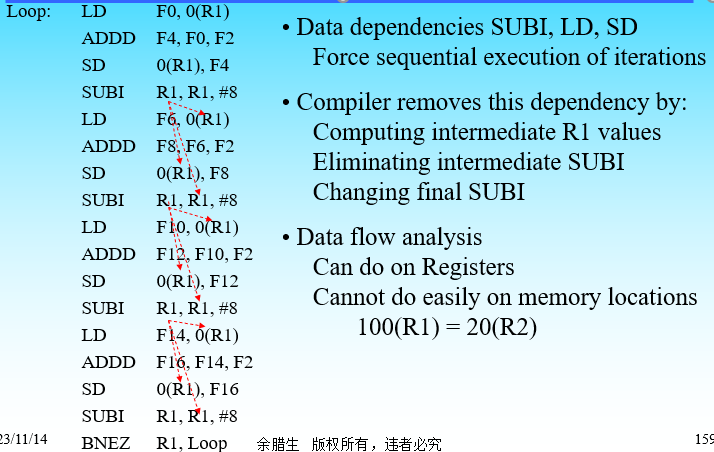 Loop: LD F0, 0(R1)
ADDD F4, F0, F2
SD 0(R1), F4
SUBI R1, R1, #8
LD F6, 0(R1)
ADDD F8, F6, F2
SD 0(R1), F8
SUBI R1, R1, #8
LD F10, 0(R1)
ADDD F12, F10, F2
SD 0(R1), F12
SUBI R1, R1, #8
LD F14, 0(R1)
ADDD F16, F14, F2
SD 0(R1), F16
SUBI R1, R1, #8
BNEZ R1, Loop
• Data dependencies SUBI, LD, SD
Force sequential execution of iterations
• Compiler removes this dependency by:
Computing intermediate R1 values
Eliminating intermediate SUBI
Changing final SUBI
• Data flow analysis
Can do on Registers
Cannot do easily on memory locations
100(R1) = 20(R2)
23/11/14
余腊生 版权所有，违者必究
159